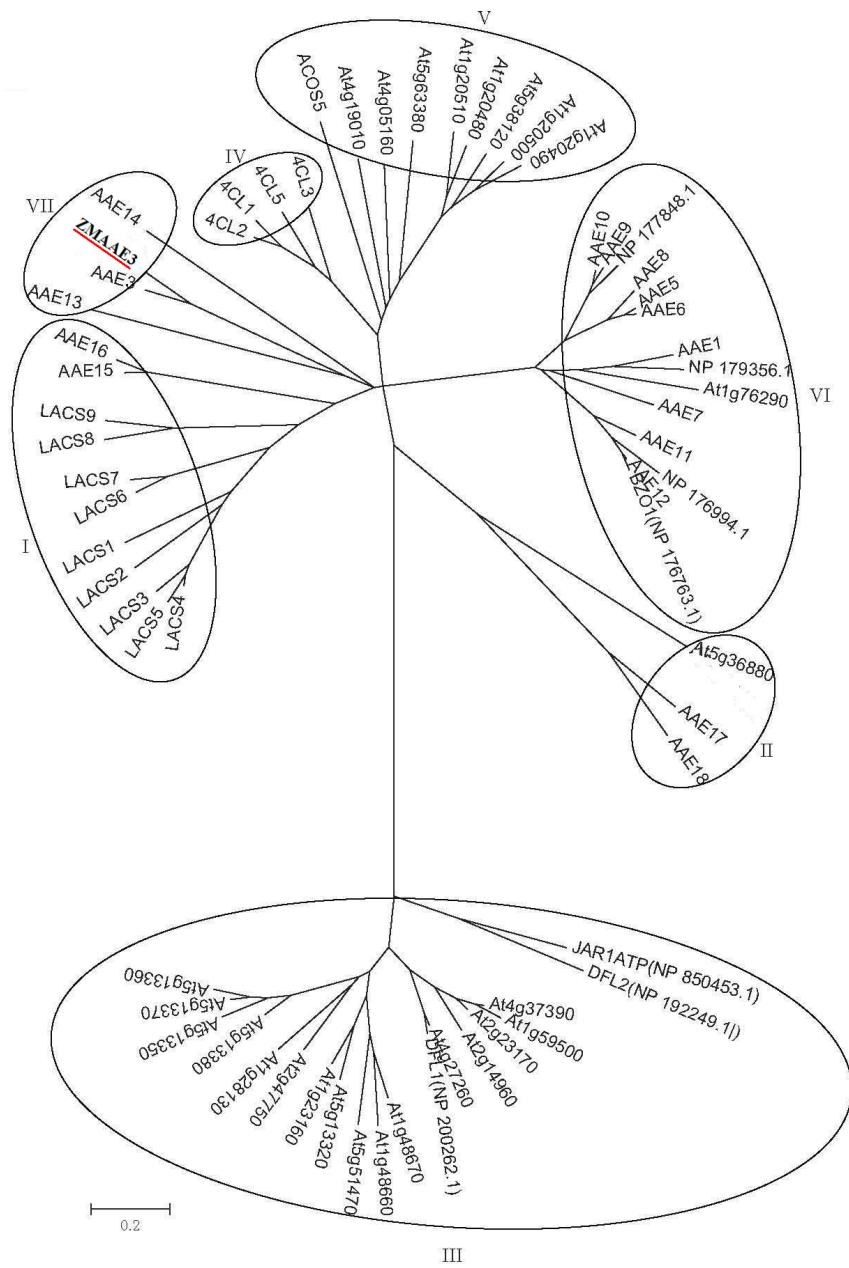 V
ACOS5
At4g19010
At4g05160
At5g63380
At1g20510
At1g20480
At5g38120
At1g20500
At1g20490
IV
4CL1
4CL2
4CL5
4CL3
VII
AAE14
ZMAAE3
AAE3
AAE13
AAE10
AAE9
NP 177848.1
AAE8
AAE5
AAE6
AAE1
NP 179356.1
At1g76290
AAE7
AAE11
NP 176994.1
AAE12
BZO1(NP 176763.1)
VI
AAE16
AAE15
LACS9
LACS8
LACS7
LACS6
LACS1
LACS2
LACS3
LACS5
LACS4
I
At5g36880
AAE17
AAE18
II
JAR1ATP(NP 850453.1)
DFL2(NP 192249.1|)
At5g13360
At5g13370
At5g13350
At5g13380
At1g28130
At2g47750
At1g23160
At5g13320
At5g51470
At1g48660
At1g48670
DFL1(NP 200262.1)
At4g27260
At2g14960
At2g23170
At1g59500
At4g37390
0.2
III